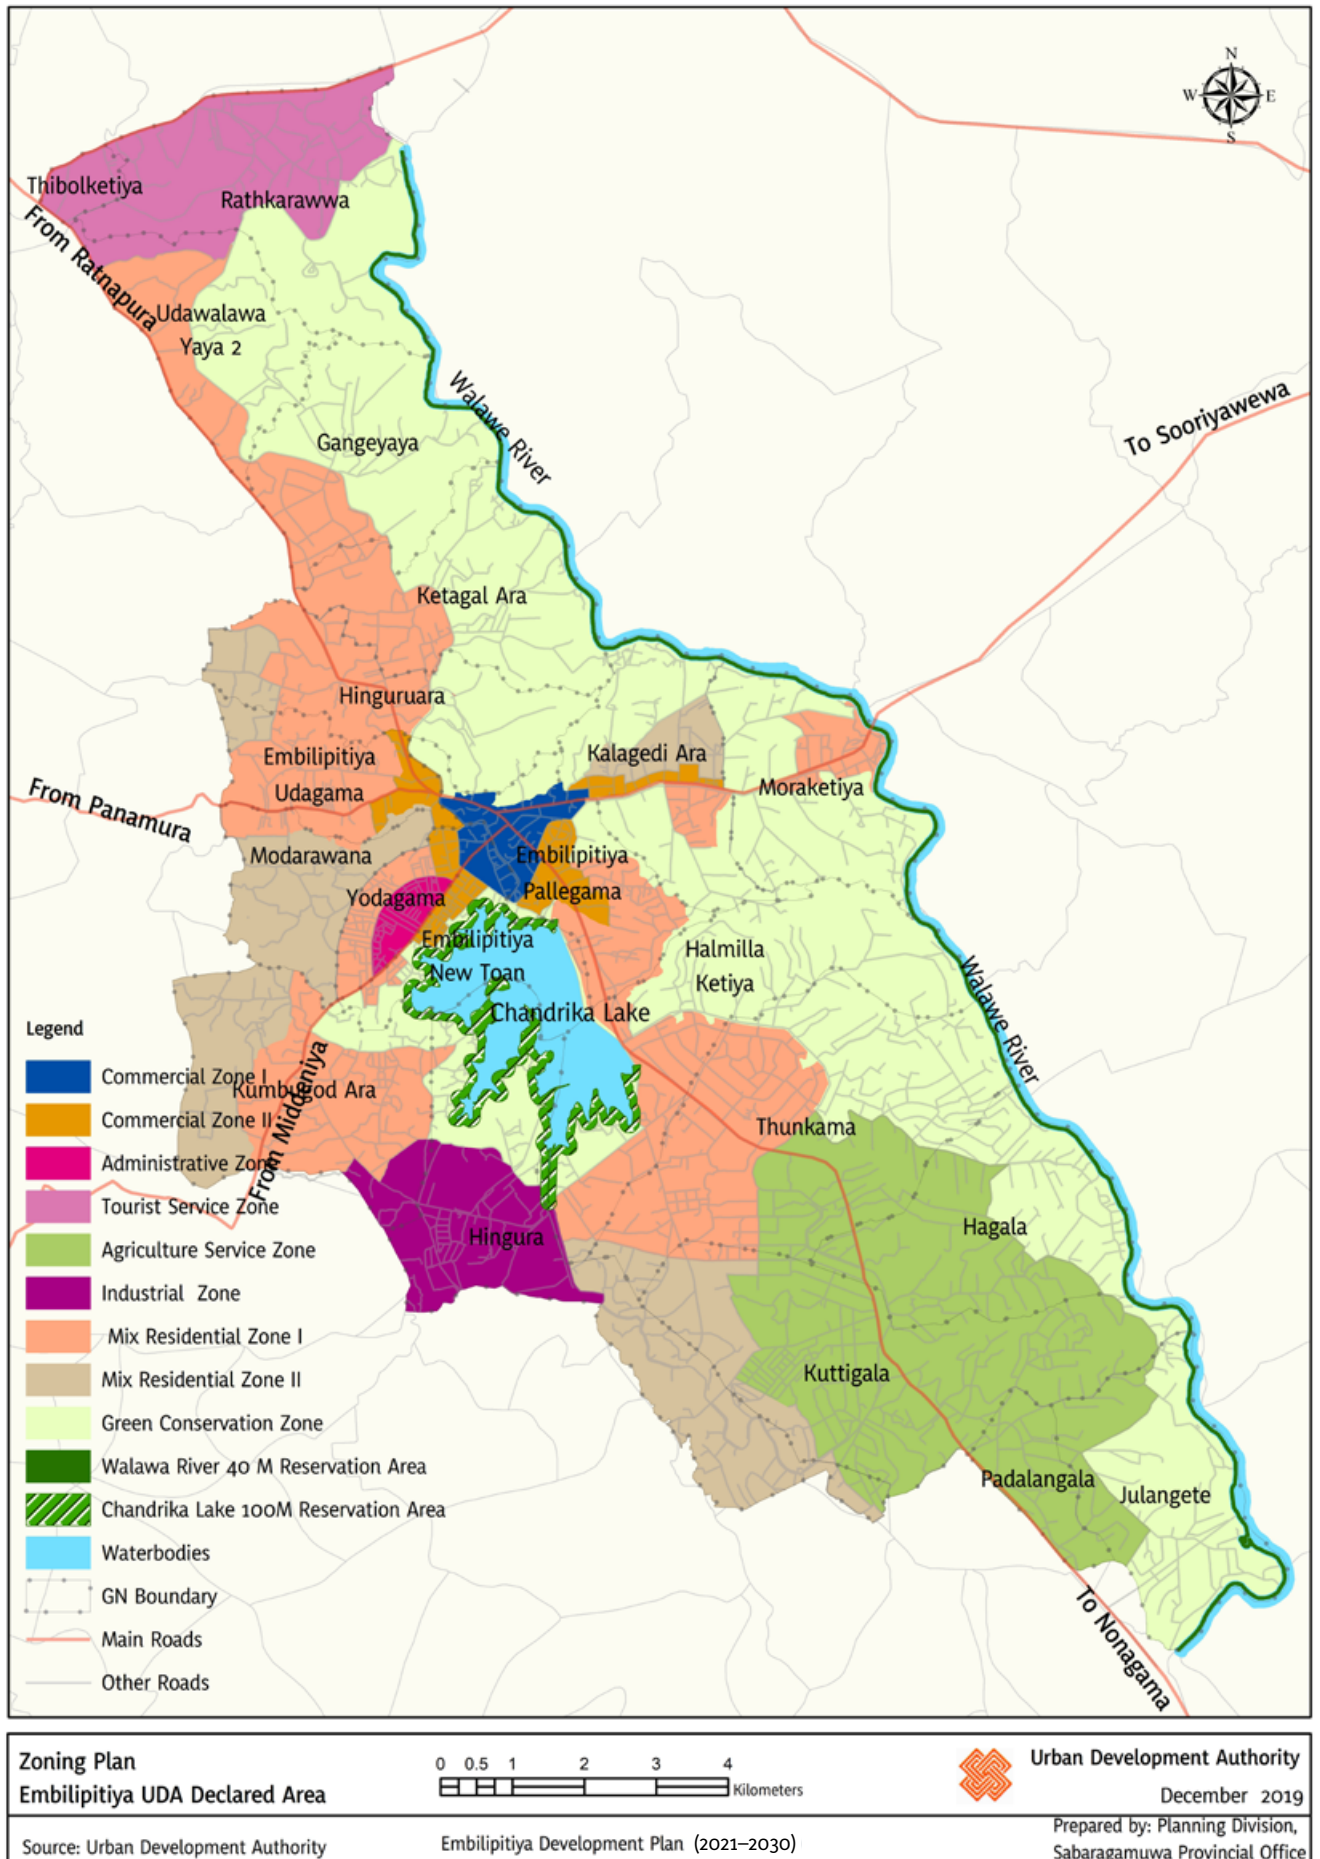 N
W
E
S
Thibolketiya
Rathkarawwa
From Ratnapura
Udawalawa
Yaya 2
Walawe River
To Sooriyawewa
Gangeyaya
Ketagal Ara
Hinguruara
Embilipitiya
Udagama
Kalagedi Ara
Moraketiya
From Panamura
Modarawana
Embilipitiya
Pallegama
Yodagama
Embilipitiya
New Toan
Halmilla
Ketiya
Walawe River
Chandrika Lake
Kumbugod Ara
From Middeniya
Thunkama
Hagala
Hingura
Kuttigala
Padalangala
Julangete
To Nonagama
Legend
Commercial Zone I
Commercial Zone II
Administrative Zone
Tourist Service Zone
Agriculture Service Zone
Industrial Zone
Mix Residential Zone I
Mix Residential Zone II
Green Conservation Zone
Walawa River 40 M Reservation Area
Chandrika Lake 100M Reservation Area
Waterbodies
GN Boundary
Main Roads
Other Roads
Zoning Plan
Embilipitiya UDA Declared Area
0 0.5 1 2 3 4
Kilometers
Urban Development Authority
December 2019
Source: Urban Development Authority
Embilipitiya Development Plan (2021–2030)
Prepared by: Planning Division,
Sabaragamuwa Provincial Office